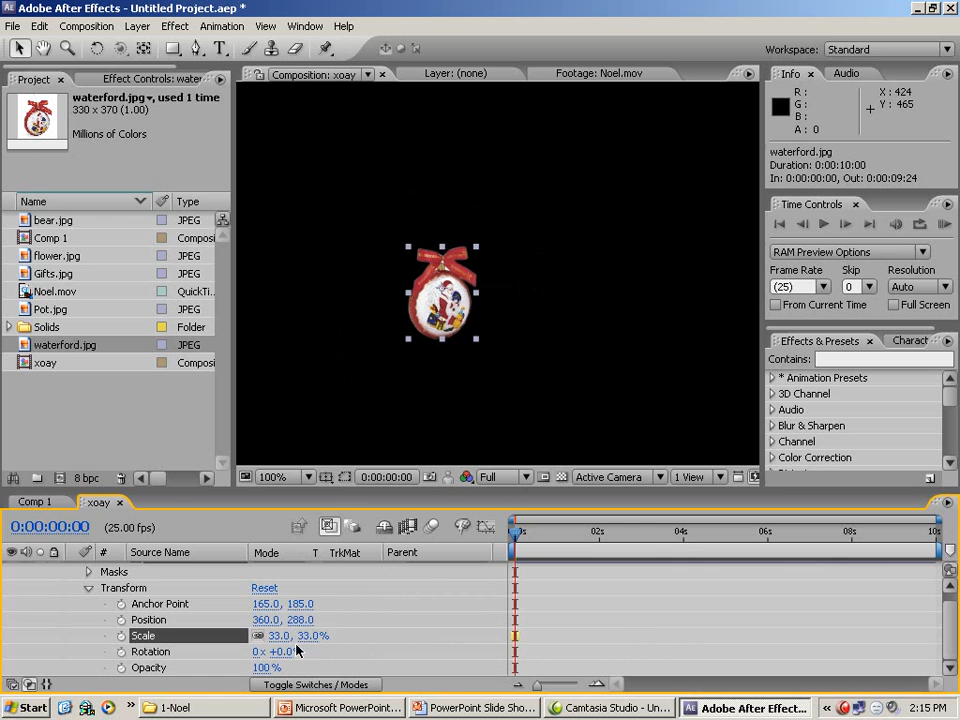 Adobe After Effects - Untitled Project.aep *
File Edit Composition Layer Effect Animation View Window Help
Workspace: Standard
Project Effect Controls: water
waterford.jpg, used 1 time
330 x 370 (1.00)
Millions of Colors
Name Type
bear.jpg JPEG
Comp 1 Composi
flower.jpg JPEG
Gifts.jpg JPEG
Noel.mov QuickTi...
Pot.jpg JPEG
Solids Folder
waterford.jpg JPEG
xoay Composi
8 bpc
Composition: xoay Layer: (none) Footage: Noel.mov
100% 0:00:00:00 Full Active Camera 1 View
Info Audio
R : X : 424
G : Y : 465
B :
A : 0
waterford.jpg
Duration: 0:00:10:00
In: 0:00:00:00, Out: 0:00:09:24
Time Controls
RAM Preview Options
Frame Rate Skip Resolution
(25) 0 Auto
From Current Time Full Screen
Effects & Presets Charact
Contains:
* Animation Presets
3D Channel
Audio
Blur & Sharpen
Channel
Color Correction
Comp 1 xoay
0:00:00:00 (25.00 fps)
02s 04s 06s 08s 10s
# Source Name Mode T TrkMat Parent
Masks
Transform Reset
Anchor Point 165.0, 185.0
Position 360.0, 288.0
Scale 33.0, 33.0%
Rotation 0 x +0.0°
Opacity 100 %
Toggle Switches / Modes
Start 1-Noel Microsoft PowerPoint... PowerPoint Slide Sho... Camtasia Studio - Un... Adobe After Effect... 2:15 PM